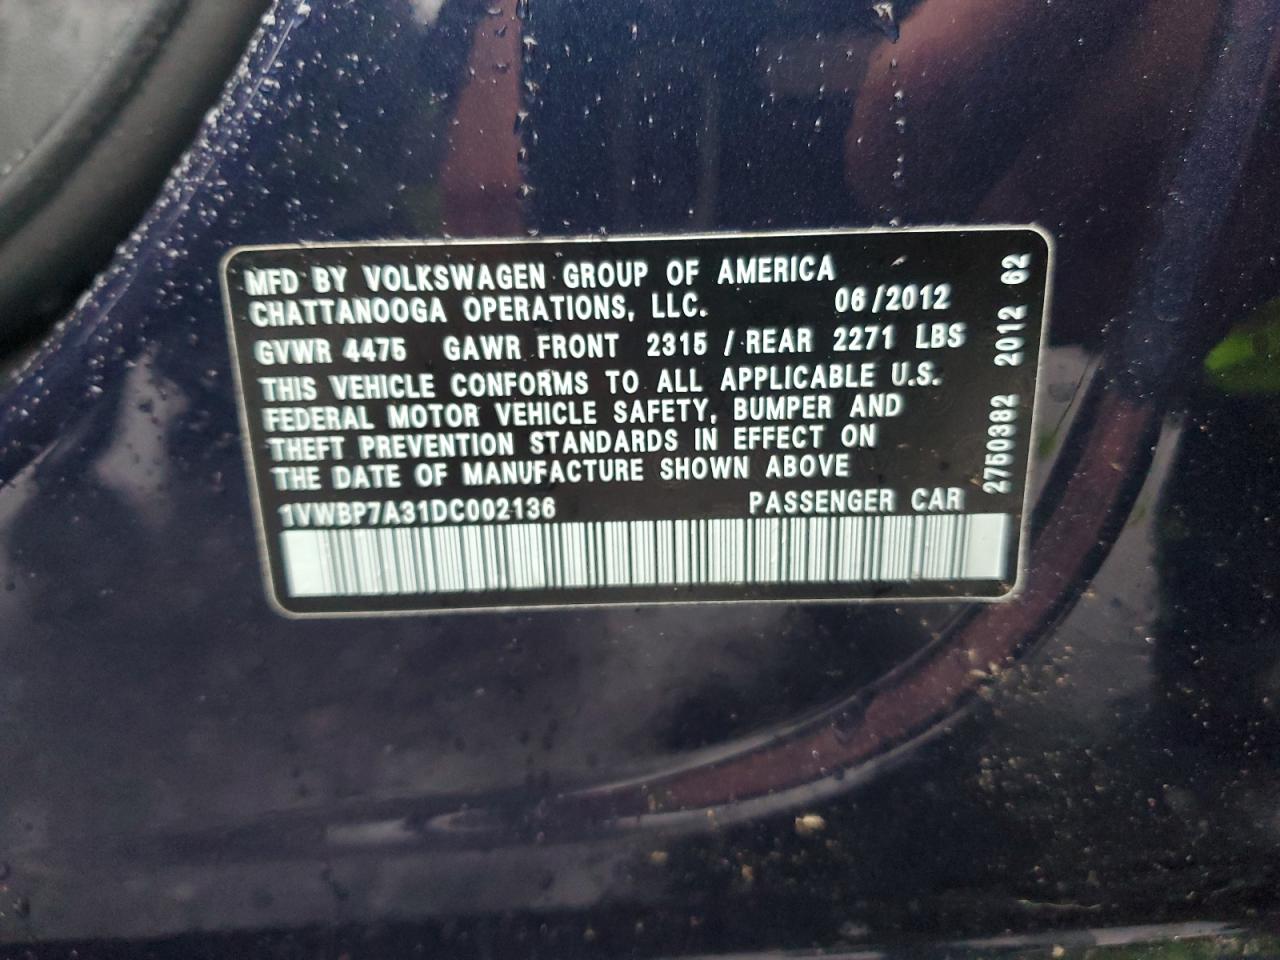 MFD BY VOLKSWAGEN GROUP OF AMERICA
CHATTANOOGA OPERATIONS, LLC. 06/2012
GVWR 4475 GAWR FRONT 2315 / REAR 2271 LBS
THIS VEHICLE CONFORMS TO ALL APPLICABLE U.S.
FEDERAL MOTOR VEHICLE SAFETY, BUMPER AND
THEFT PREVENTION STANDARDS IN EFFECT ON
THE DATE OF MANUFACTURE SHOWN ABOVE
1VWBP7A31DC002136 PASSENGER CAR
2750382 2012 62